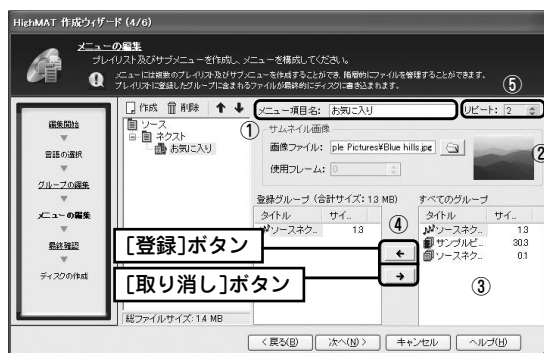 HighMAT 作成ウィザード (4/6)
メニューの編集
プレイリスト及びサブメニューを作成し、メニューを構成してください。
メニューには複数のプレイリスト及びサブメニューを作成することができ、階層的にファイルを管理することができます。
プレイリストに登録したグループに含まれるファイルが最終的にディスクに書き込まれます。
⑤
編集開始
言語の選択
グループの編集
メニューの編集
最終確認
ディスクの作成
作成 削除
ソース
ネクスト
お気に入り
総ファイルサイズ: 1.4 MB
①
メニュー項目名: お気に入り
リピート: 2
サムネイル画像
画像ファイル: ple Pictures¥Blue hills.jpg
②
使用フレーム: 0
登録グループ (合計サイズ: 1.3 MB)
タイトル サイ...
ソースネク... 1.3
④
[登録]ボタン
[取り消し]ボタン
すべてのグループ
タイトル サイ...
ソースネク... 1.3
サンプルビ... 30.3
ソースネク... 0.1
③
< 戻る(B) 次へ(N) > キャンセル ヘルプ(H)